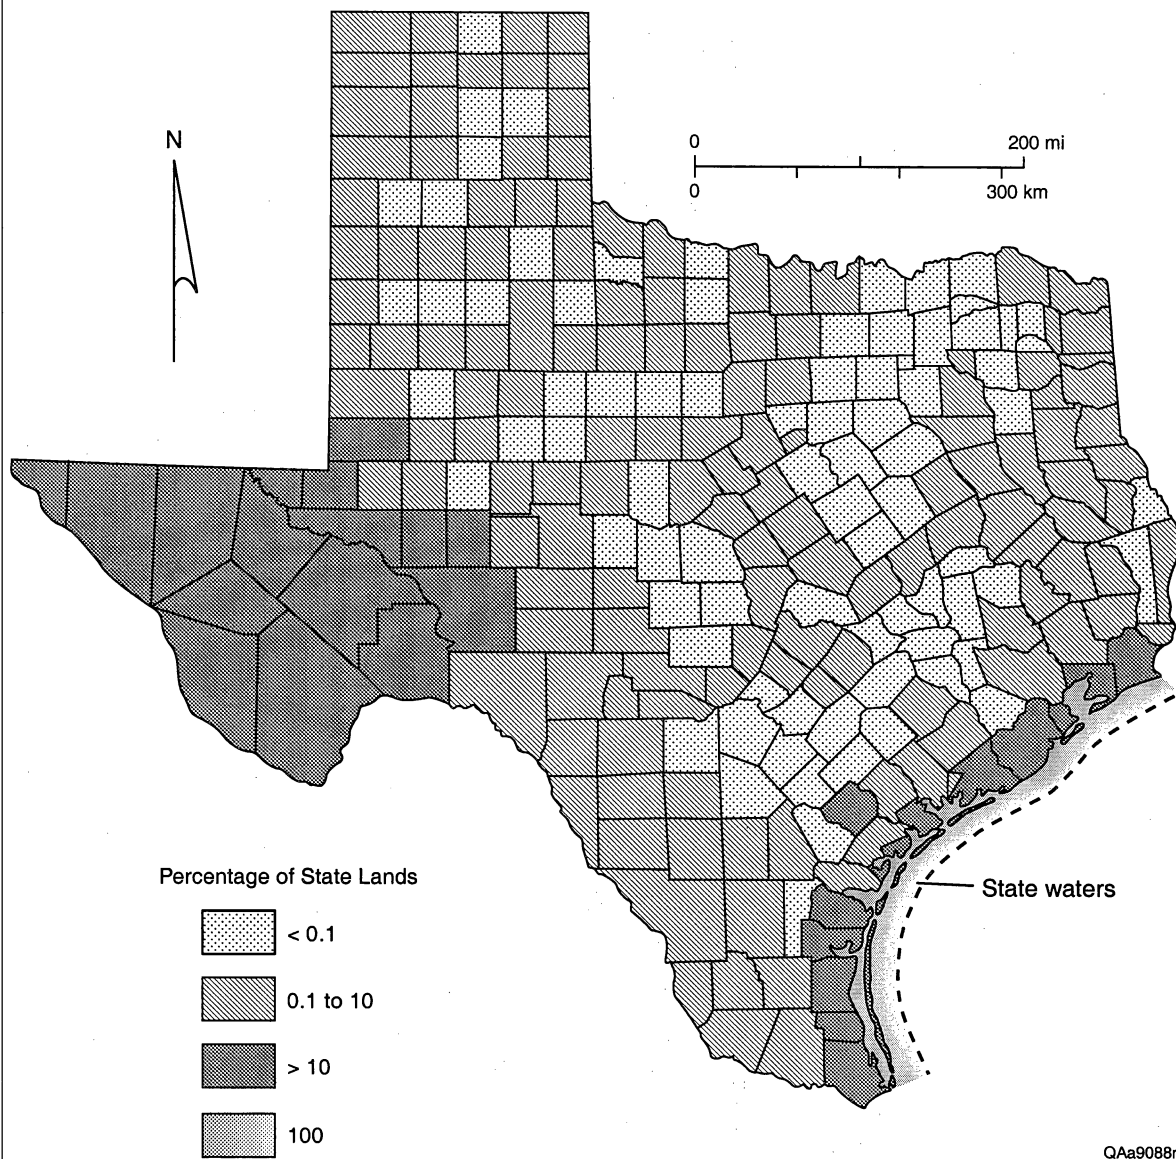 N
0 200 mi
0 300 km
State waters
Percentage of State Lands
< 0.1
0.1 to 10
> 10
100